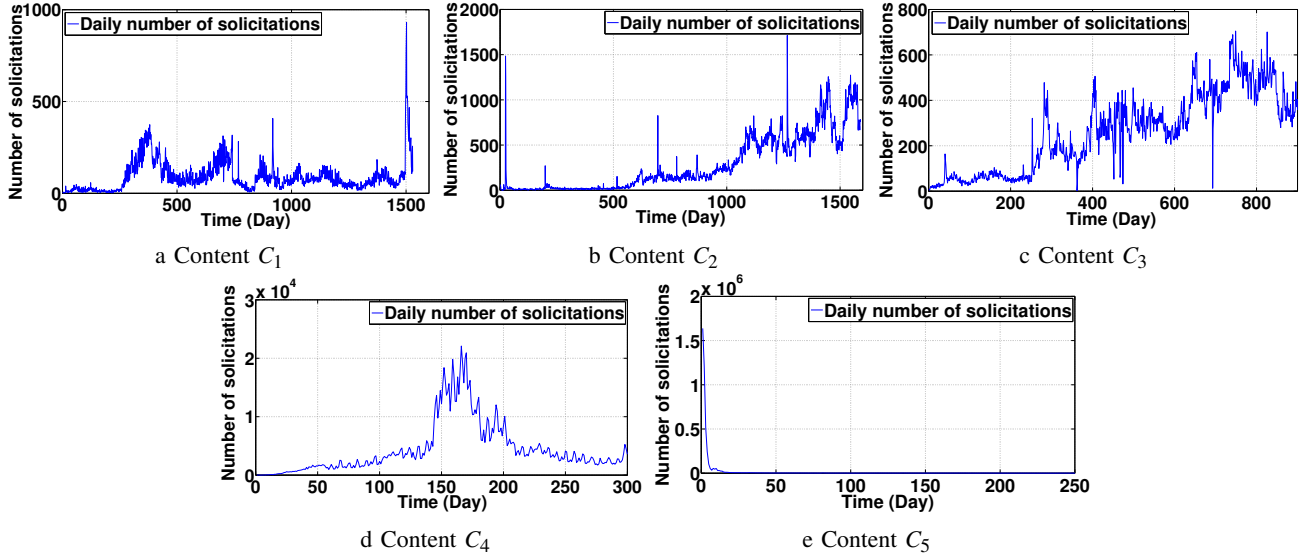 1000
500
0
0 500 1000 1500
Number of solicitations
Time (Day)
Daily number of solicitations
a Content C1
2000
1500
1000
500
0
0 500 1000 1500
Number of solicitations
Time (Day)
Daily number of solicitations
b Content C2
800
600
400
200
0
0 200 400 600 800
Number of solicitations
Time (Day)
Daily number of solicitations
c Content C3
x 10^4
3
2
1
0
0 50 100 150 200 250 300
Number of solicitations
Time (Day)
Daily number of solicitations
d Content C4
x 10^6
2
1.5
1
0.5
0
0 50 100 150 200 250
Number of solicitations
Time (Day)
Daily number of solicitations
e Content C5